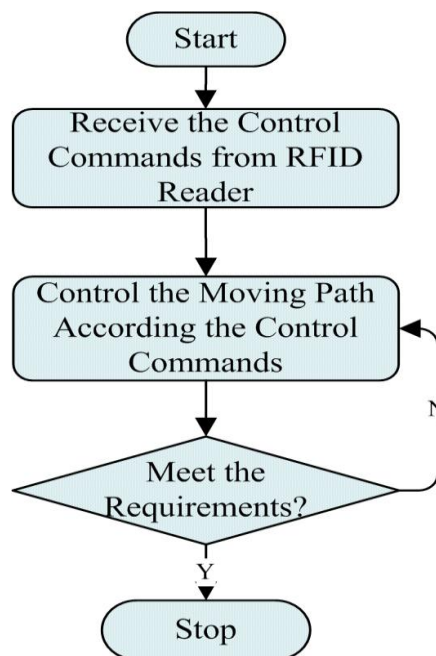 Start
Receive the Control
Commands from RFID
Reader
Control the Moving Path
According the Control
Commands
N
Meet the
Requirements?
Y
Stop